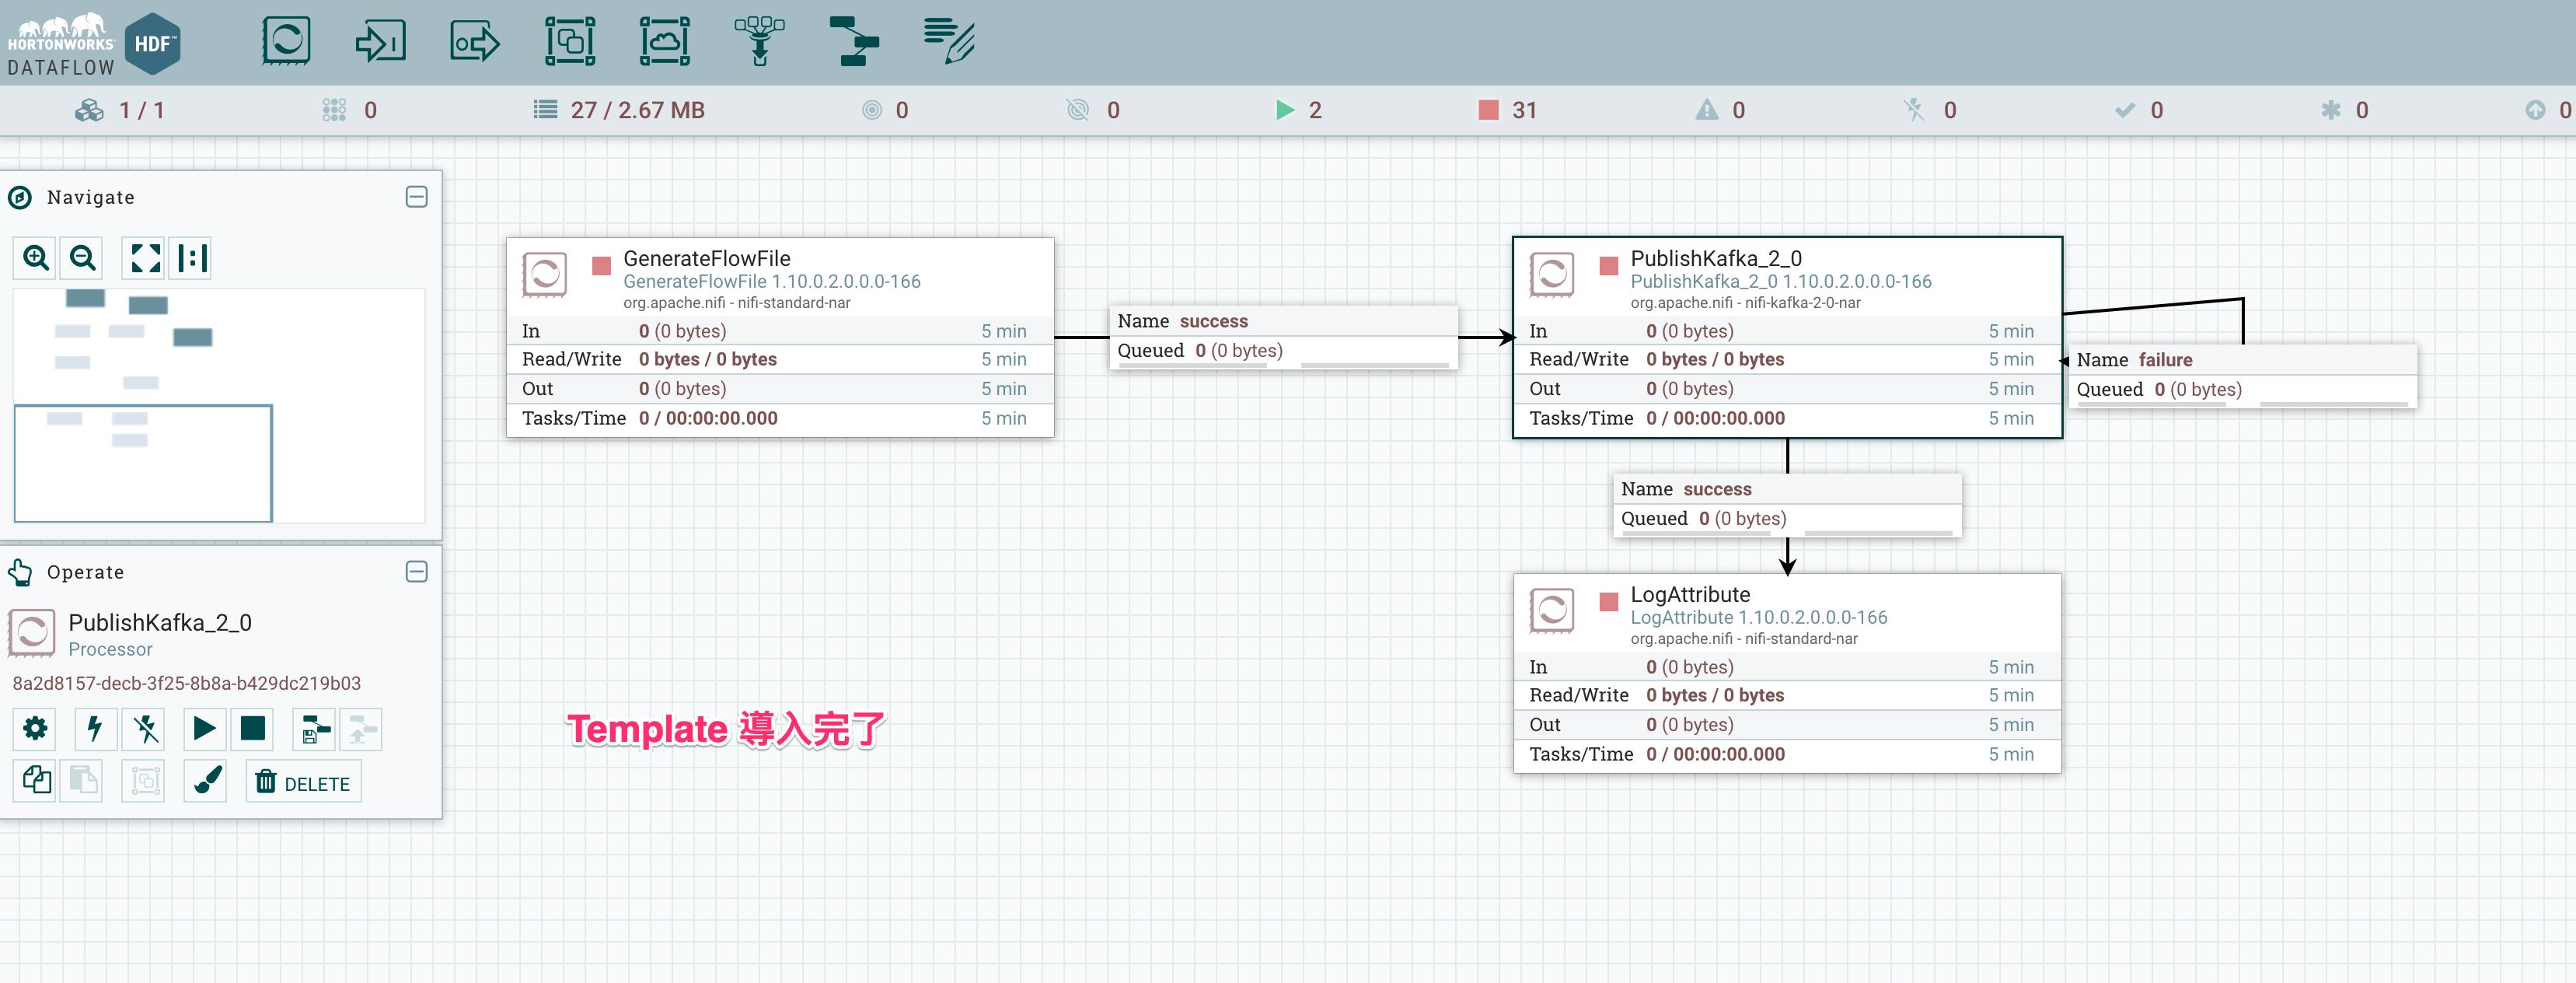 HORTONWORKS
HDF™
DATAFLOW
1 / 1
0
27 / 2.67 MB
0
0
2
31
0
0
0
0
0
Navigate
GenerateFlowFile
GenerateFlowFile 1.10.0.2.0.0.0-166
org.apache.nifi - nifi-standard-nar
In 0 (0 bytes) 5 min
Read/Write 0 bytes / 0 bytes 5 min
Out 0 (0 bytes) 5 min
Tasks/Time 0 / 00:00:00.000 5 min
Name success
Queued 0 (0 bytes)
PublishKafka_2_0
PublishKafka_2_0 1.10.0.2.0.0.0-166
org.apache.nifi - nifi-kafka-2-0-nar
In 0 (0 bytes) 5 min
Read/Write 0 bytes / 0 bytes 5 min
Out 0 (0 bytes) 5 min
Tasks/Time 0 / 00:00:00.000 5 min
Name failure
Queued 0 (0 bytes)
Name success
Queued 0 (0 bytes)
LogAttribute
LogAttribute 1.10.0.2.0.0.0-166
org.apache.nifi - nifi-standard-nar
In 0 (0 bytes) 5 min
Read/Write 0 bytes / 0 bytes 5 min
Out 0 (0 bytes) 5 min
Tasks/Time 0 / 00:00:00.000 5 min
Operate
PublishKafka_2_0
Processor
8a2d8157-decb-3f25-8b8a-b429dc219b03
DELETE
Template 導入完了